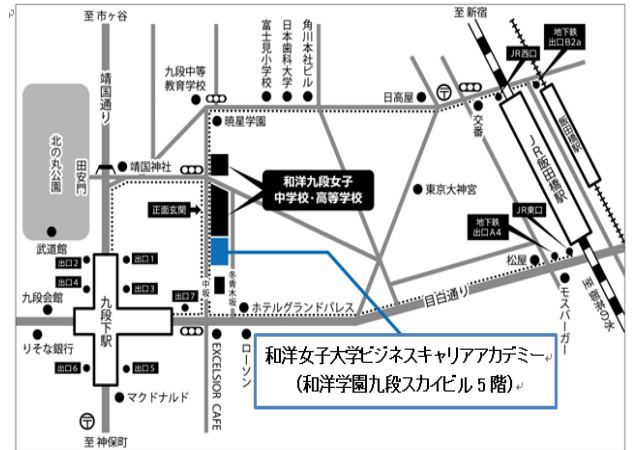 至 市ヶ谷
至 新宿
靖国通り
九段中等
教育学校
富士見小学校
日本歯科大学
角川本社ビル
日高屋
交番
JR西口
地下鉄
出口B2a
飯田橋駅
JR飯田橋駅
暁星学園
北の丸公園
田安門
靖国神社
和洋九段女子
中学校・高等学校
正面玄関
東京大神宮
JR東口
地下鉄
出口A4
武道館
出口2
出口1
出口4
出口3
出口7
中坂
冬青木坂
松屋
目白通り
モスバーガー
至 御茶の水
九段会館
九段下駅
ホテルグランドパレス
りそな銀行
出口6
出口5
マクドナルド
EXCELSIOR CAFE
ローソン
和洋女子大学ビジネスキャリアアカデミー
（和洋学園九段スカイビル５階）
至 神保町